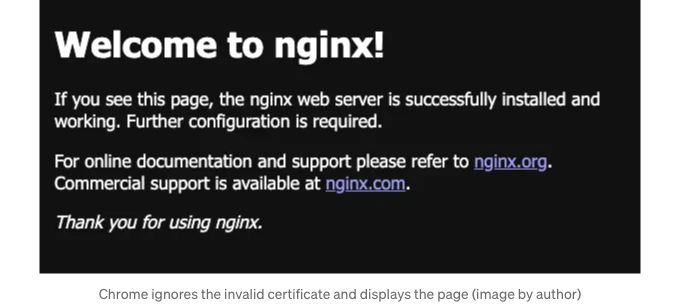 Welcome to nginx!
If you see this page, the nginx web server is successfully installed and
working. Further configuration is required.
For online documentation and support please refer to nginx.org.
Commercial support is available at nginx.com.
Thank you for using nginx.
Chrome ignores the invalid certificate and displays the page (image by author)